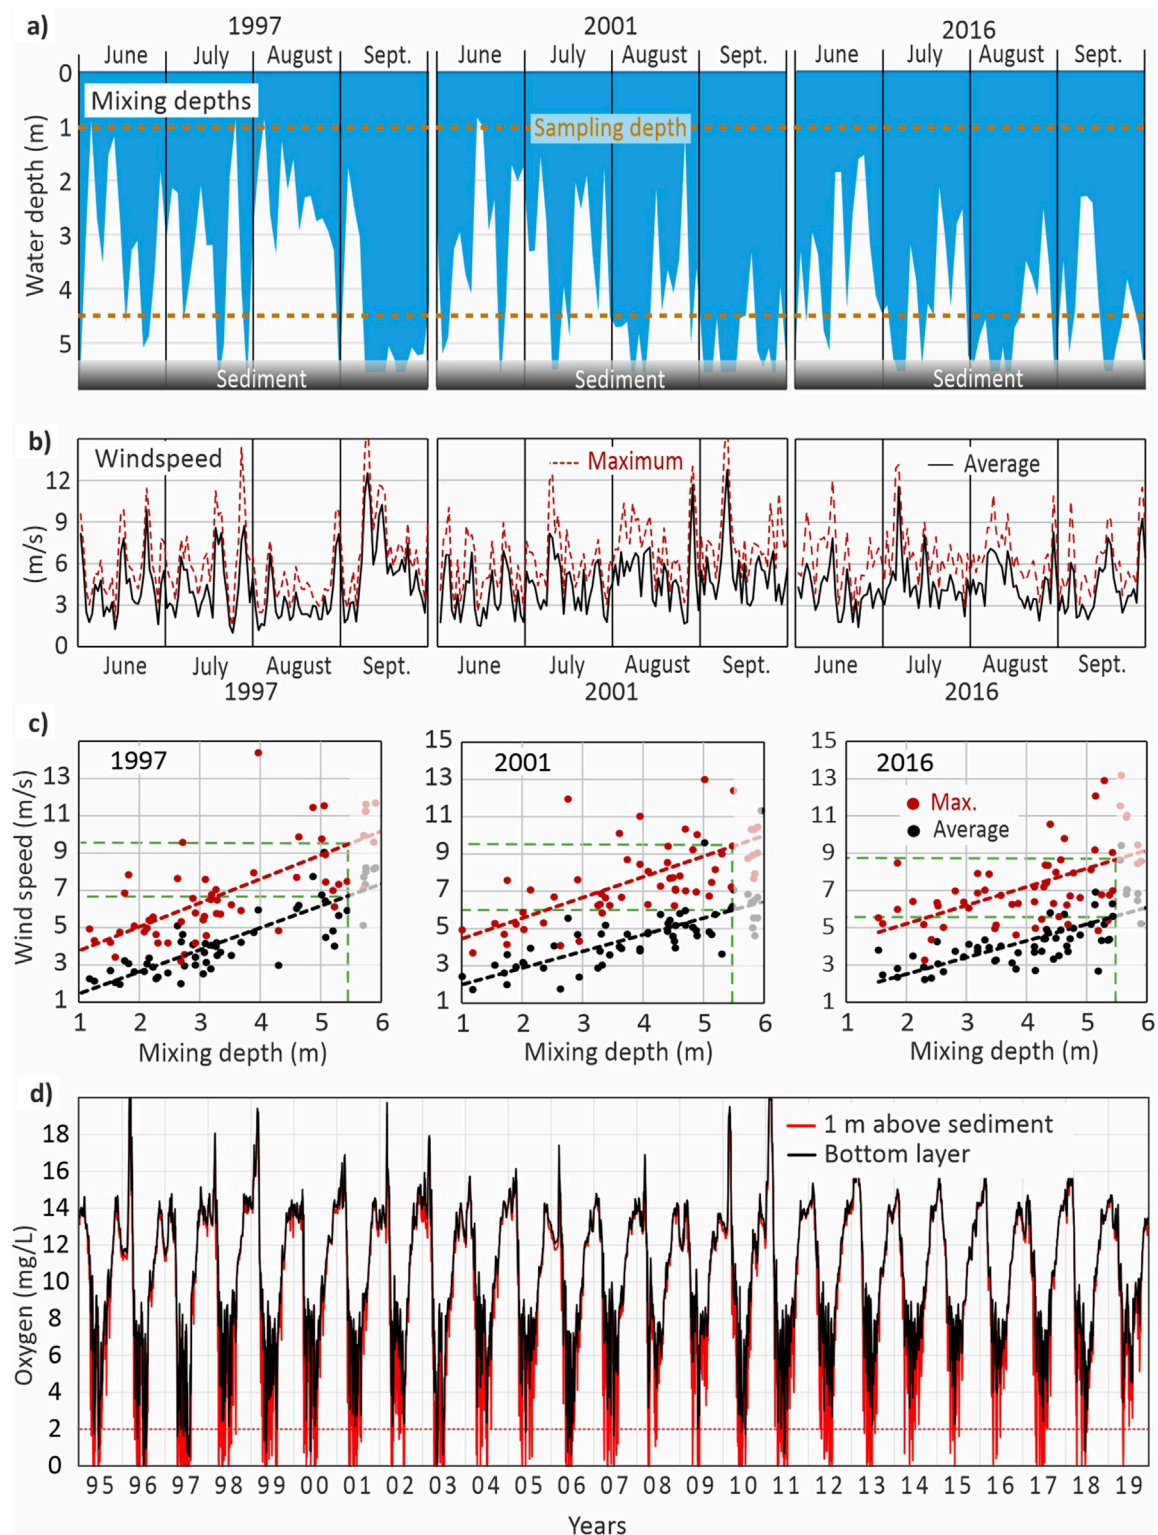 a) 1997 2001 2016
June July August Sept. June July August Sept. June July August Sept.
0
Mixing depths
1
Sampling depth
2
3
4
5
Water depth (m)
Sediment Sediment Sediment
b)
Windspeed Maximum Average
12
9
6
3
0
(m/s)
June July August Sept. June July August Sept. June July August Sept.
1997 2001 2016
c)
1997
13
11
9
7
5
3
1
Wind speed (m/s)
1 2 3 4 5 6
Mixing depth (m)
2001
15
13
11
9
7
5
3
1
1 2 3 4 5 6
Mixing depth (m)
2016
Max.
Average
15
13
11
9
7
5
3
1
1 2 3 4 5 6
Mixing depth (m)
d)
1 m above sediment
Bottom layer
18
16
14
12
10
8
6
4
2
0
Oxygen (mg/L)
95 96 97 98 99 00 01 02 03 04 05 06 07 08 09 10 11 12 13 14 15 16 17 18 19
Years